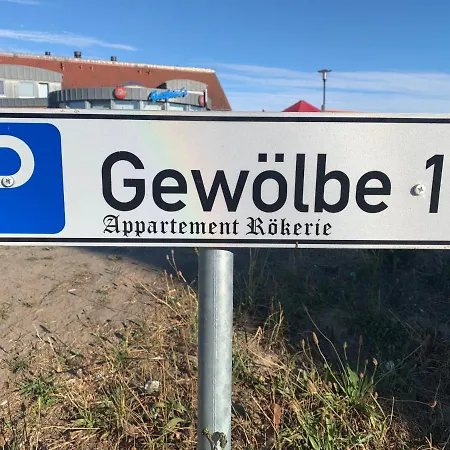 P Gewölbe 1
Appartement Rökerie